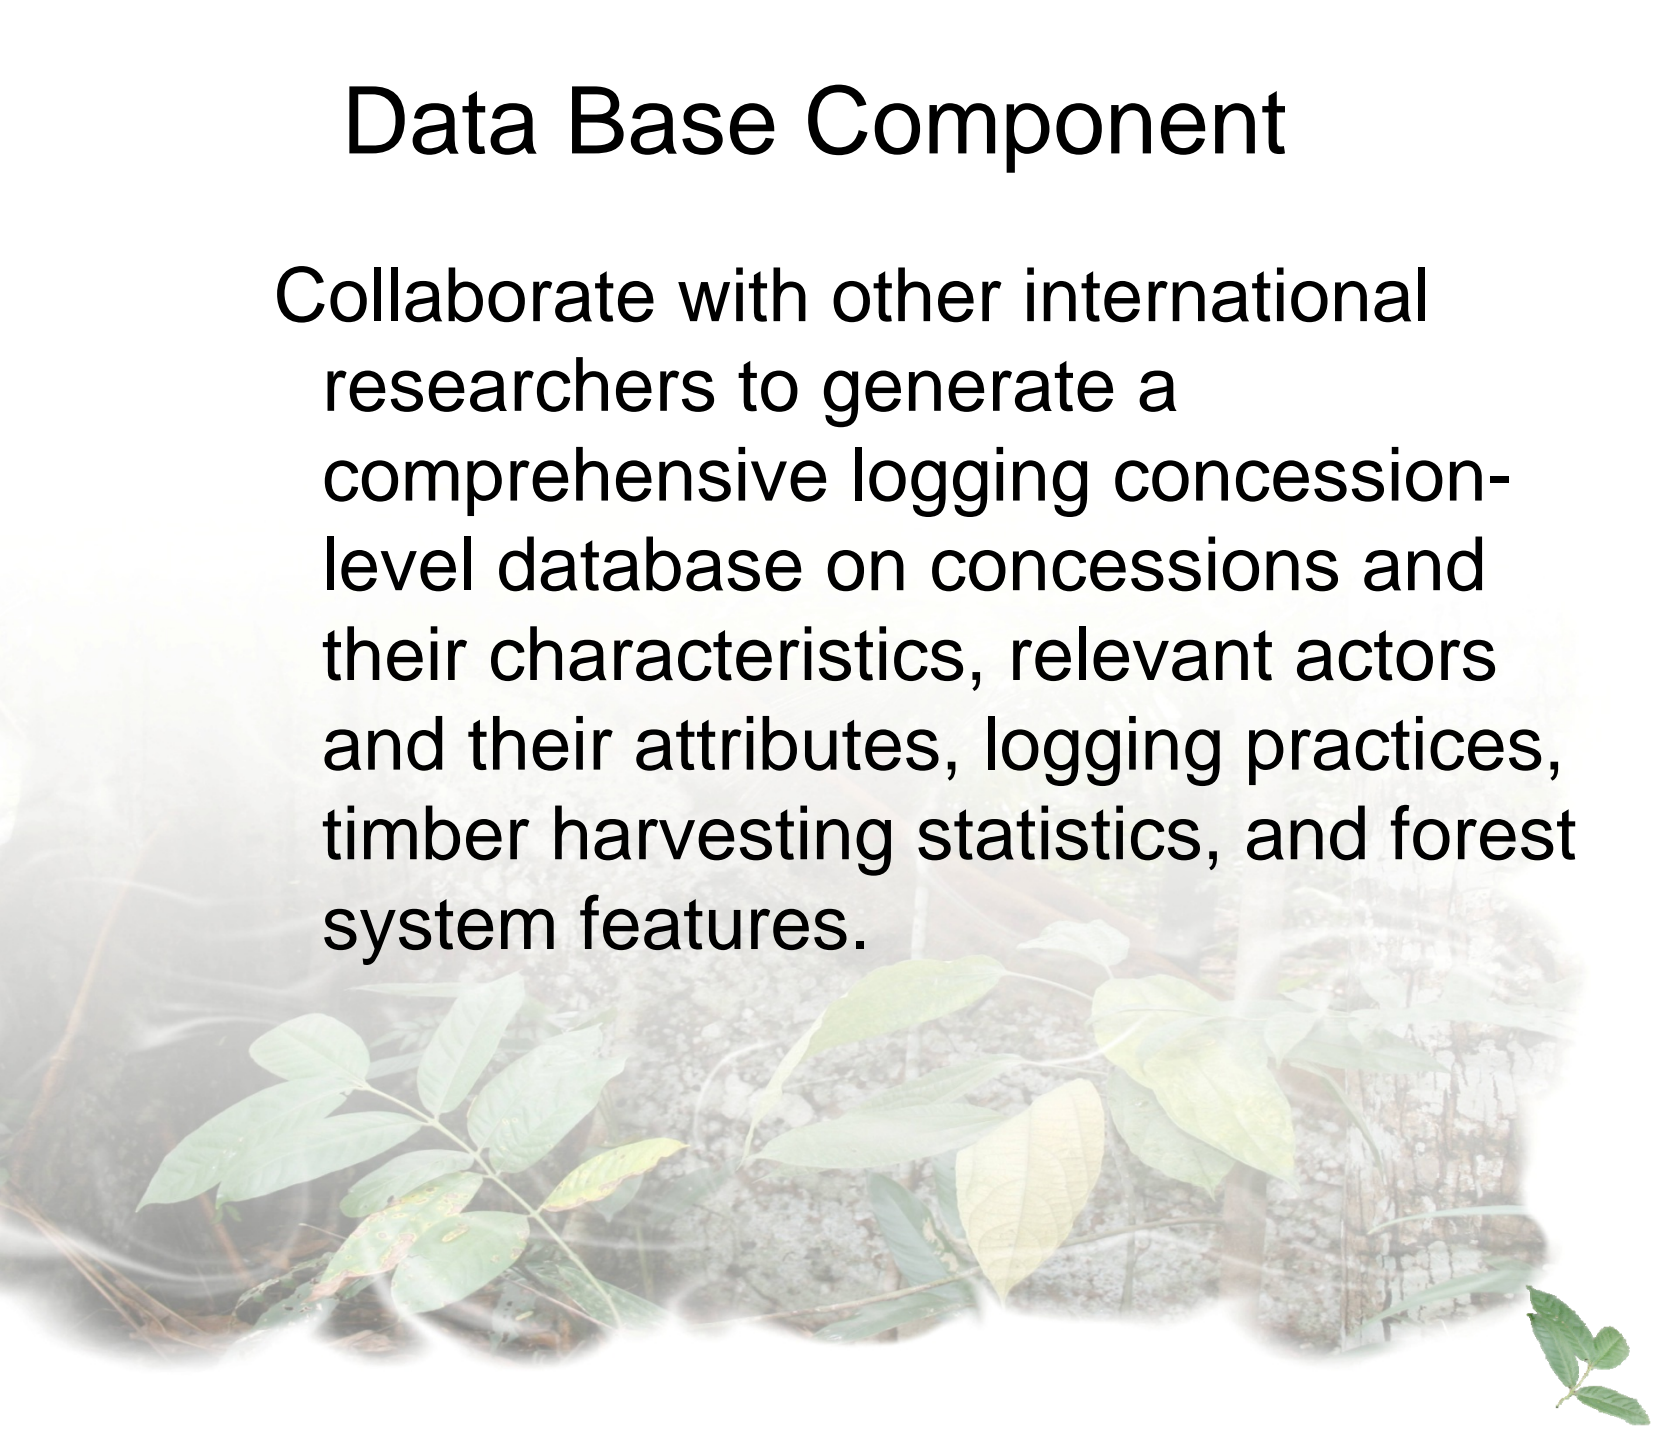 Data Base Component
Collaborate with other international
researchers to generate a
comprehensive logging concession-
level database on concessions and
their characteristics, relevant actors
and their attributes, logging practices,
timber harvesting statistics, and forest
system features.